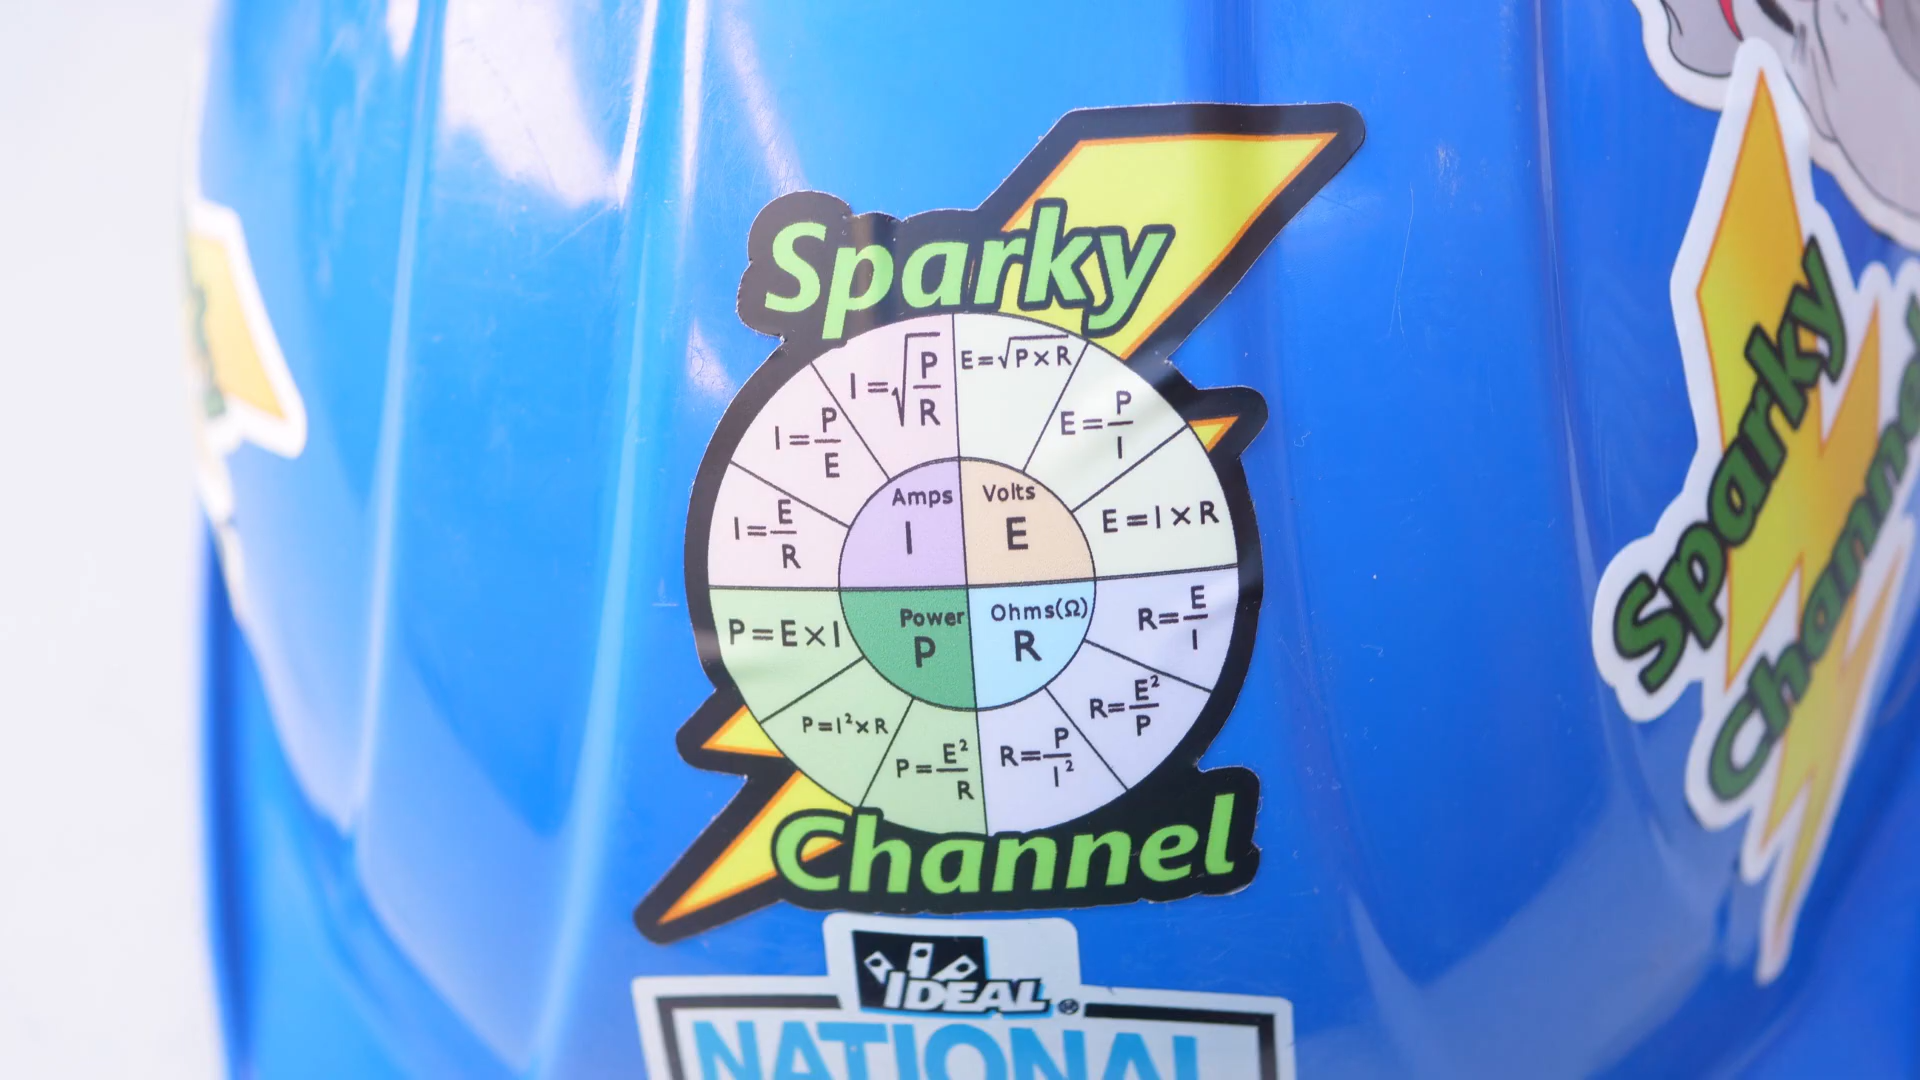 Sparky
I=√P/R
E=√P×R
I=P/E
E=P/I
I=E/R
E=I×R
Amps
I
Volts
E
Power
P
Ohms(Ω)
R
P=E×I
R=E/I
P=I²×R
R=E²/P
P=E²/R
R=P/I²
Channel
IDEAL®
NATIONAL
Sparky
Channel